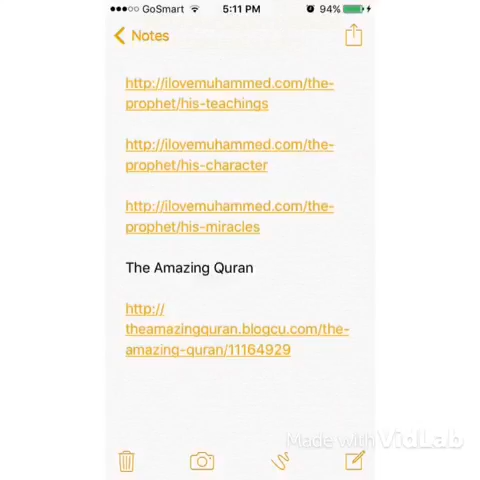 GoSmart 5:11 PM 94%
Notes
http://ilovemuhammed.com/the-
prophet/his-teachings
http://ilovemuhammed.com/the-
prophet/his-character
http://ilovemuhammed.com/the-
prophet/his-miracles
The Amazing Quran
http://
theamazingquran.blogcu.com/the-
amazing-quran/11164929
Made with VidLab